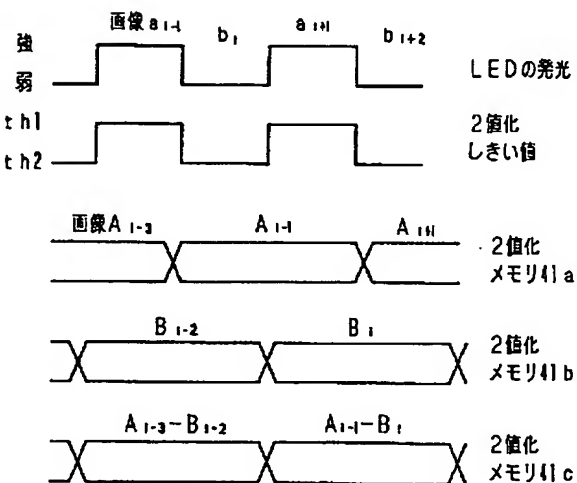 画像a i-1 b i a i+1 b i+2
強
弱
LEDの発光
th1
th2
2値化
しきい値
画像A i-3 A i-1 A i+1
2値化
メモリ41a
B i-2 B i
2値化
メモリ41b
A i-3−B i-2 A i-1−B i
2値化
メモリ41c